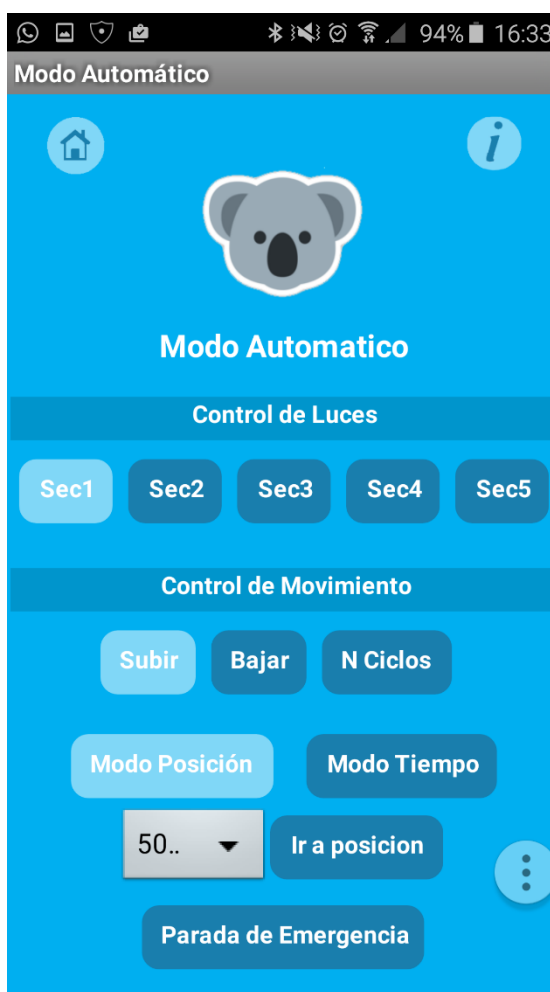 94% 16:33
Modo Automático
i
Modo Automatico
Control de Luces
Sec1 Sec2 Sec3 Sec4 Sec5
Control de Movimiento
Subir Bajar N Ciclos
Modo Posición Modo Tiempo
50.. Ir a posicion
Parada de Emergencia